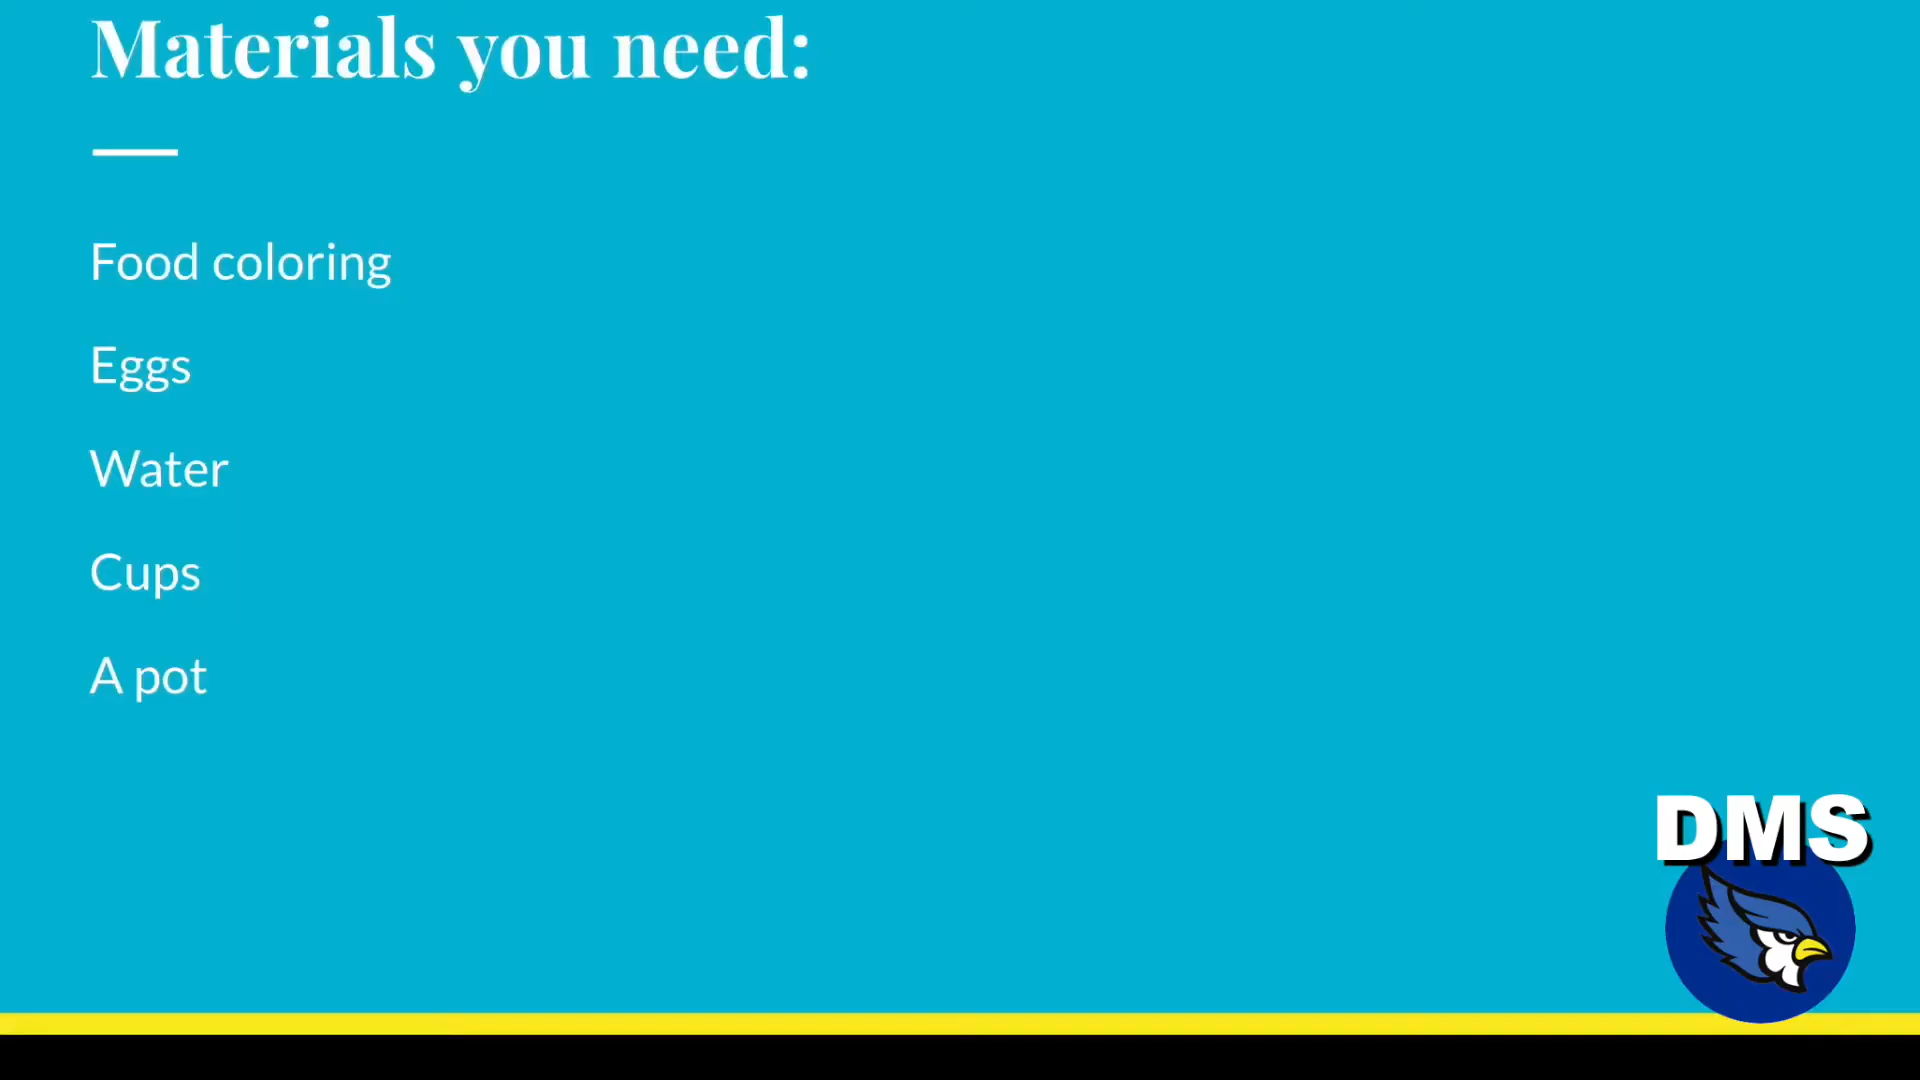 Materials you need:
Food coloring
Eggs
Water
Cups
A pot
DMS